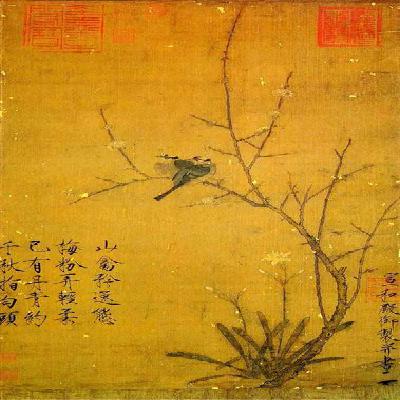 山禽矜逸態
梅粉弄輕柔
已有丹青約
千秋指白頭
宣和殿御製并書